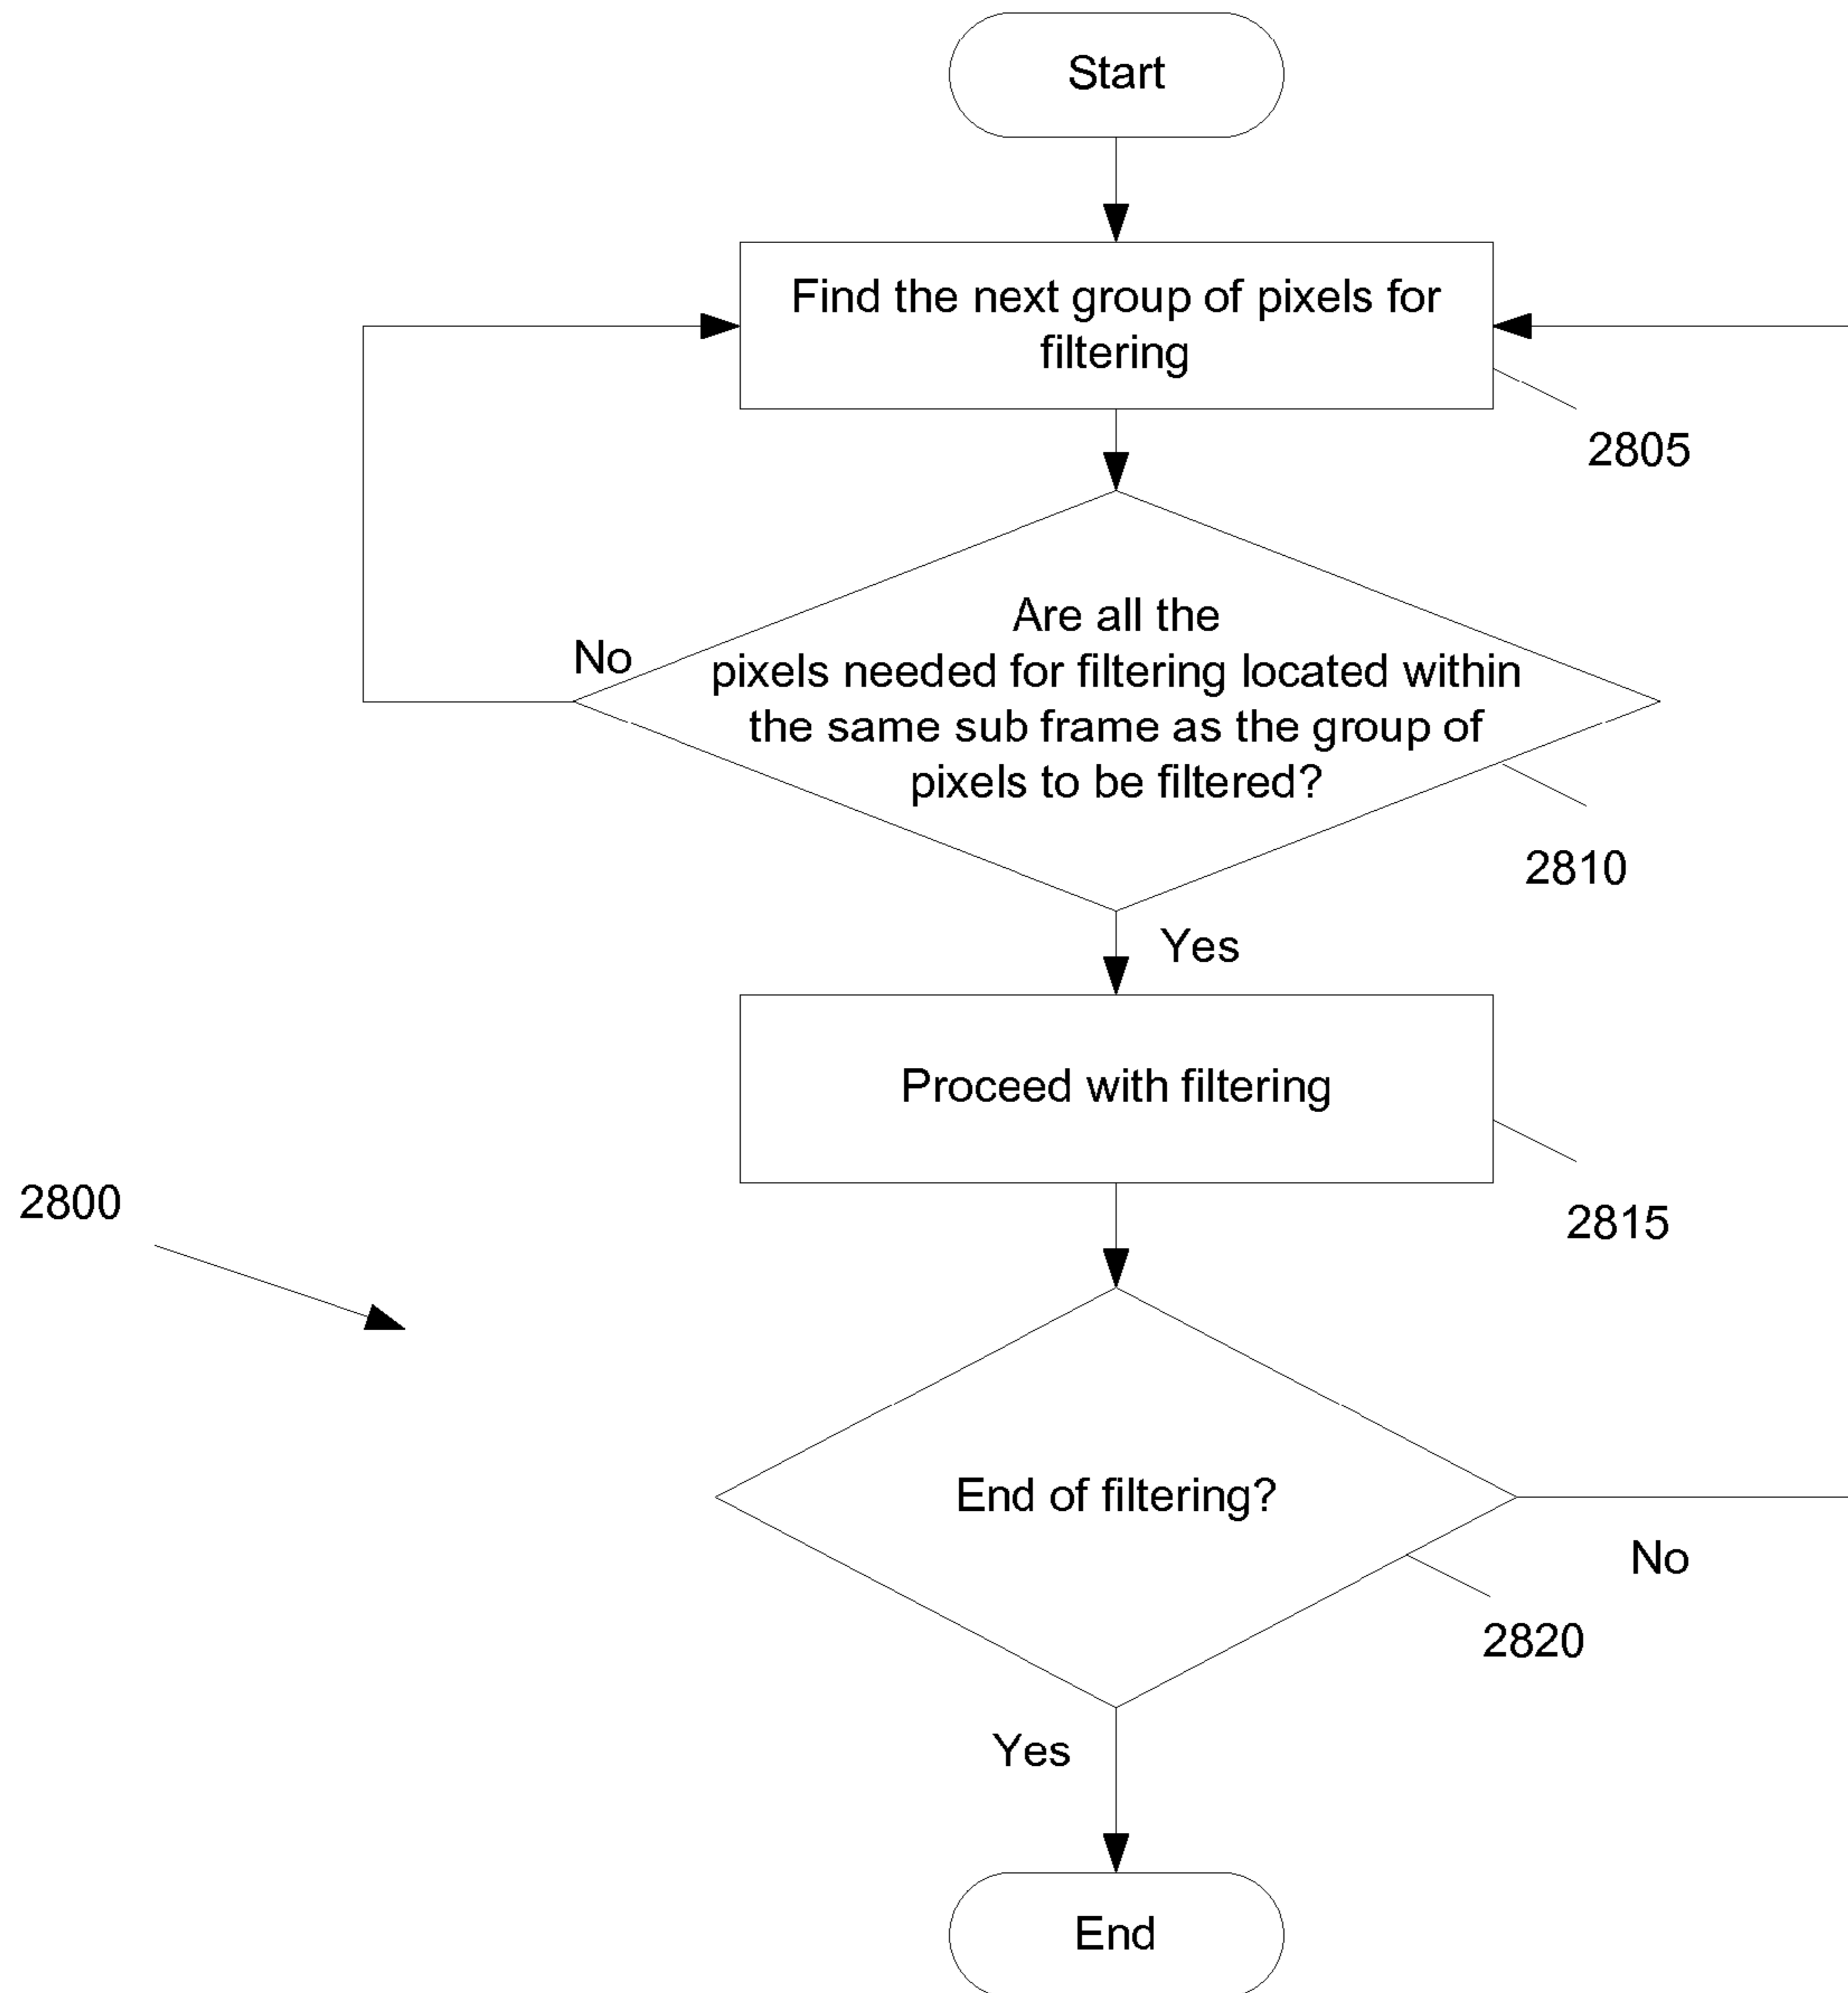 Start
Find the next group of pixels for
filtering
2805
Are all the
No
pixels needed for filtering located within
the same sub frame as the group of
pixels to be filtered?
2810
Yes
Proceed with filtering
2800
2815
End of filtering?
No
2820
Yes
End